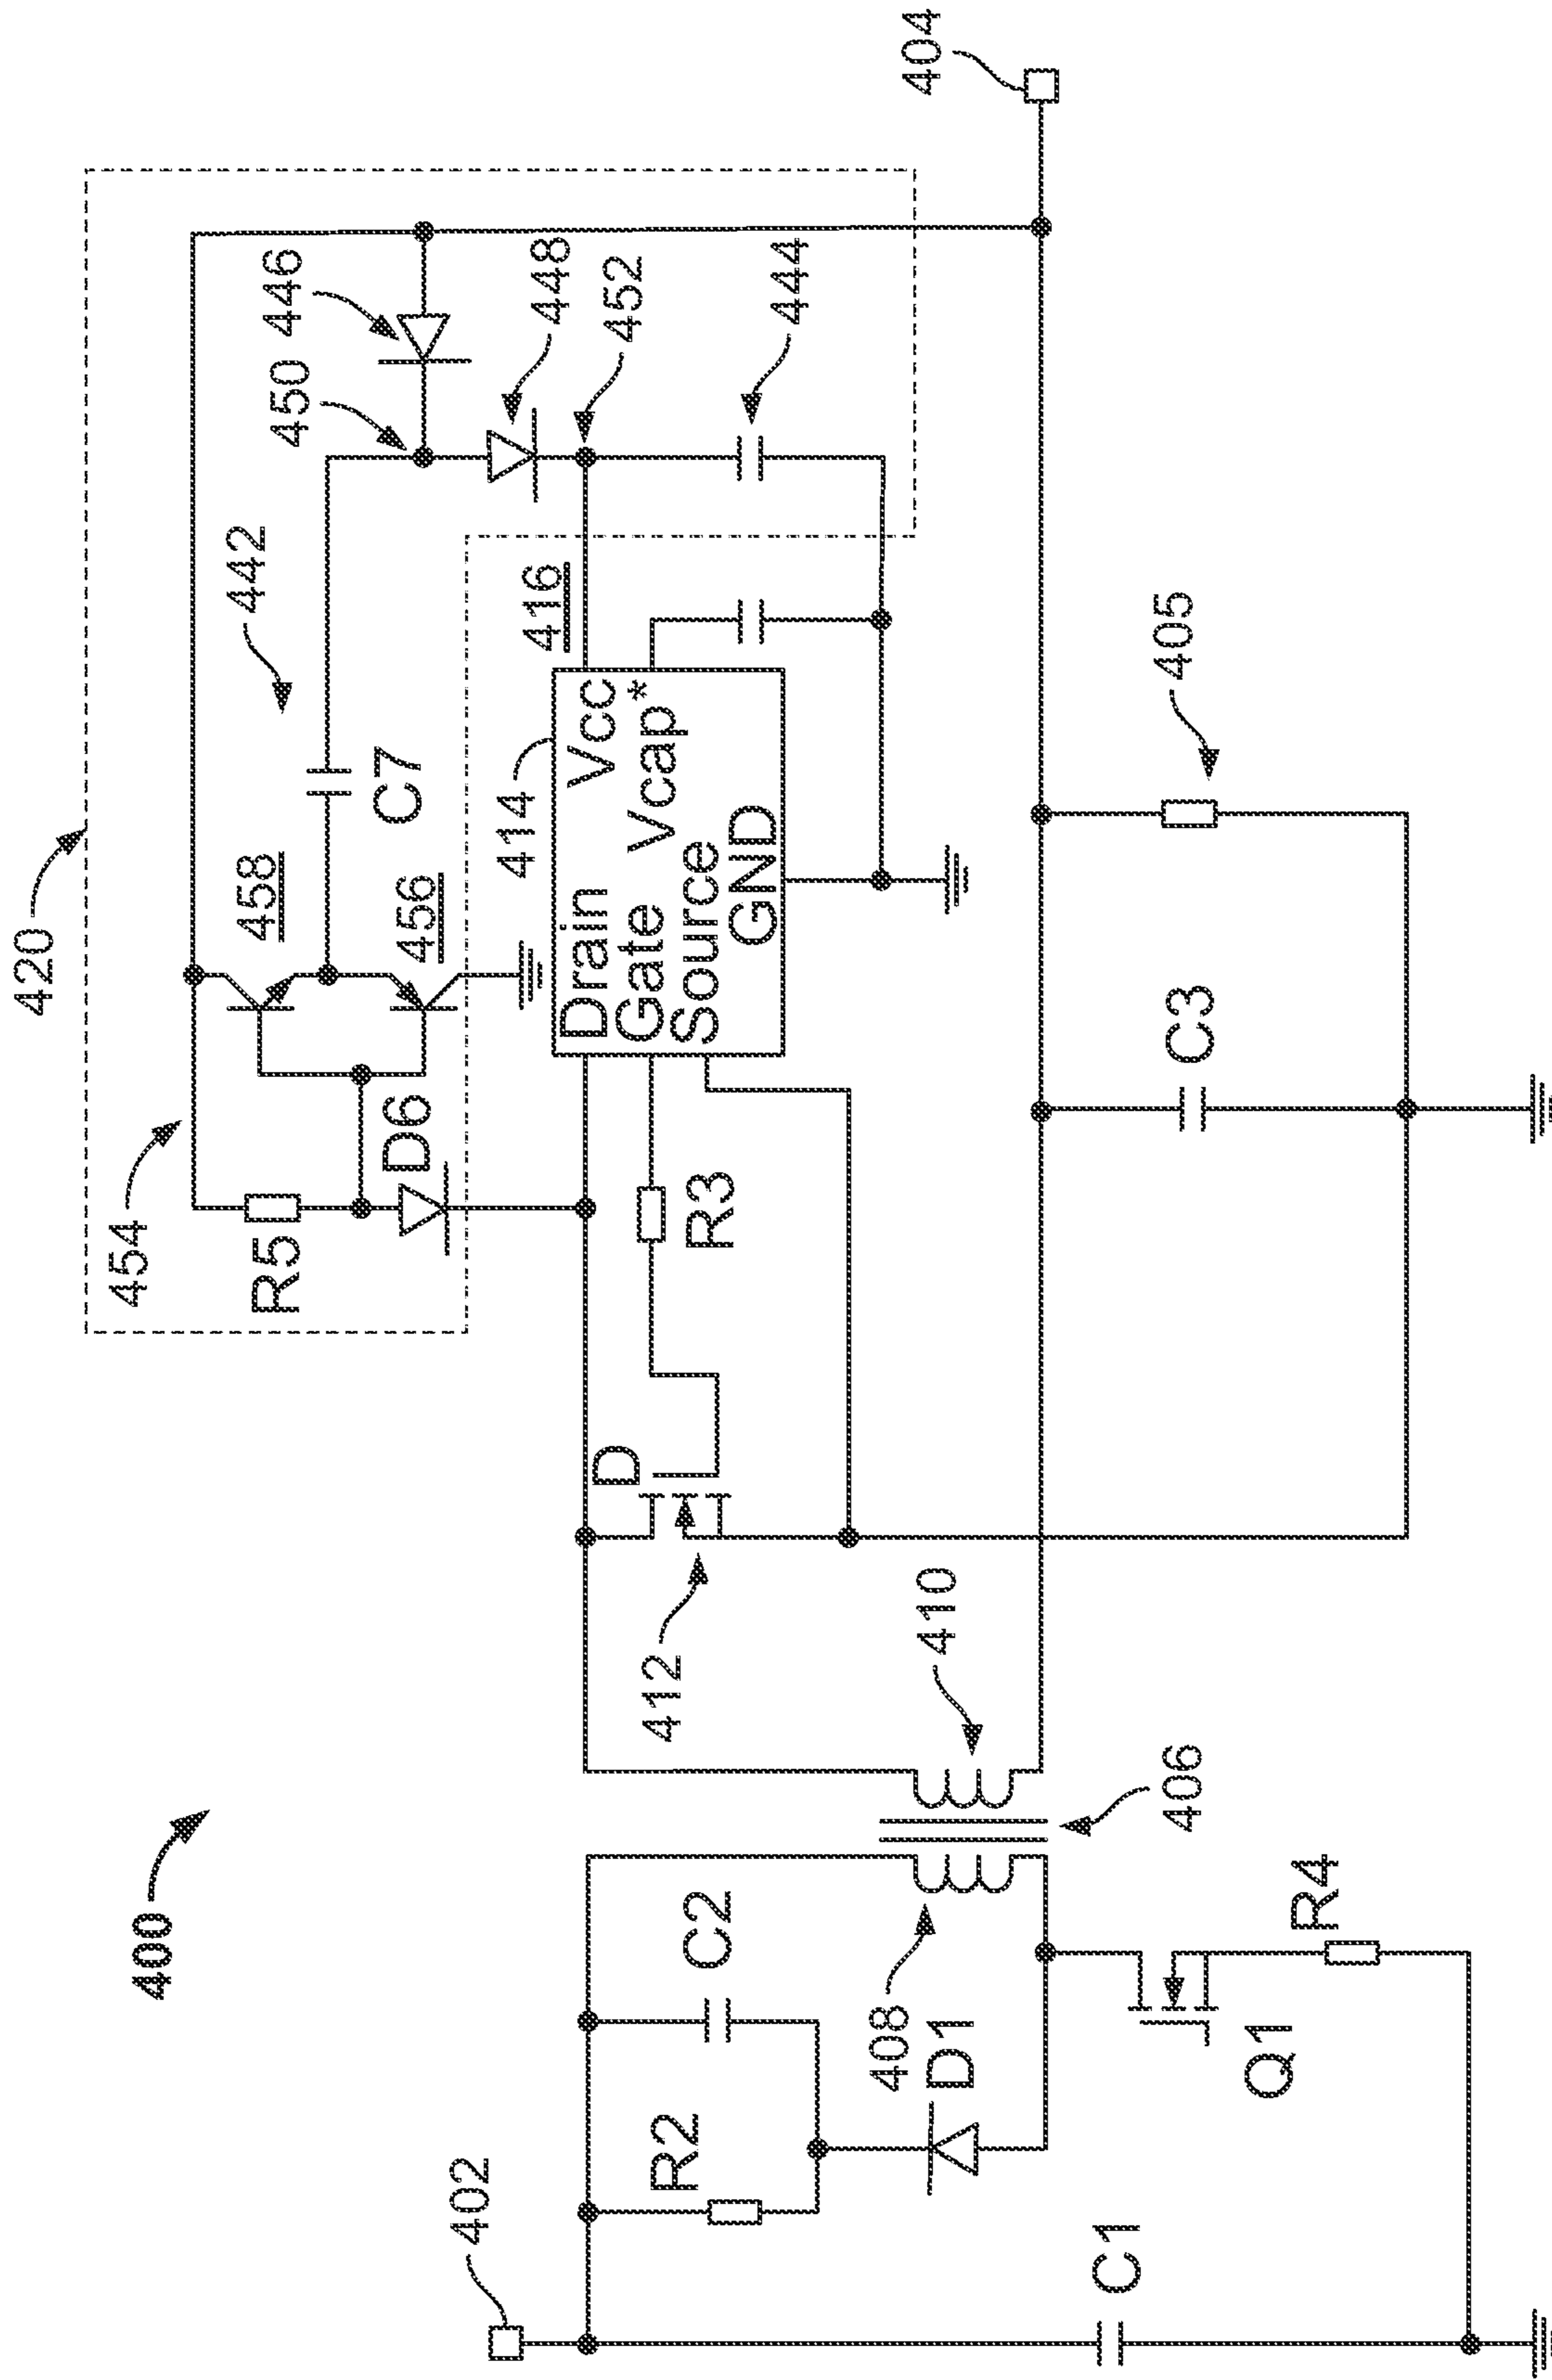 400
402
R2
C2
D1
408
C1
Q1
R4
406
410
412
D
R3
454
R5
D6
420
458
456
C7
442
450
446
448
452
444
414
416
Drain
Vcc
Gate
Vcap*
Source
GND
C3
405
404